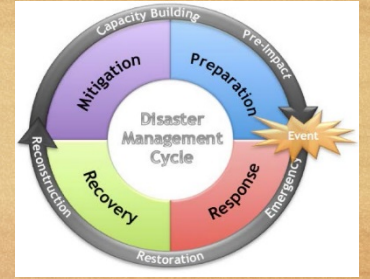 Capacity Building
Pre-Impact
Mitigation
Preparation
Disaster
Management
Cycle
Event
Recovery
Response
Reconstruction
Emergency
Restoration